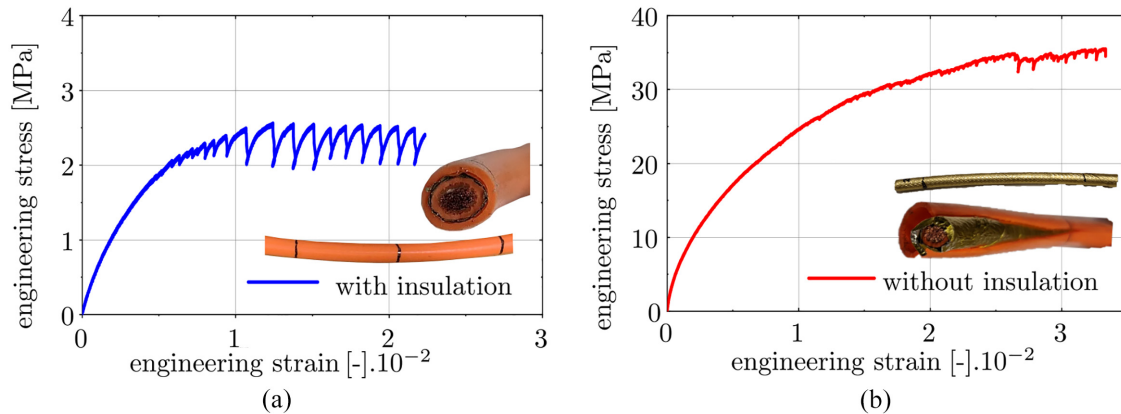 4
3
2
1
0
engineering stress [MPa]
0
1
2
3
engineering strain [-].10⁻²
with insulation
(a)
40
30
20
10
0
engineering stress [MPa]
0
1
2
3
engineering strain [-].10⁻²
without insulation
(b)